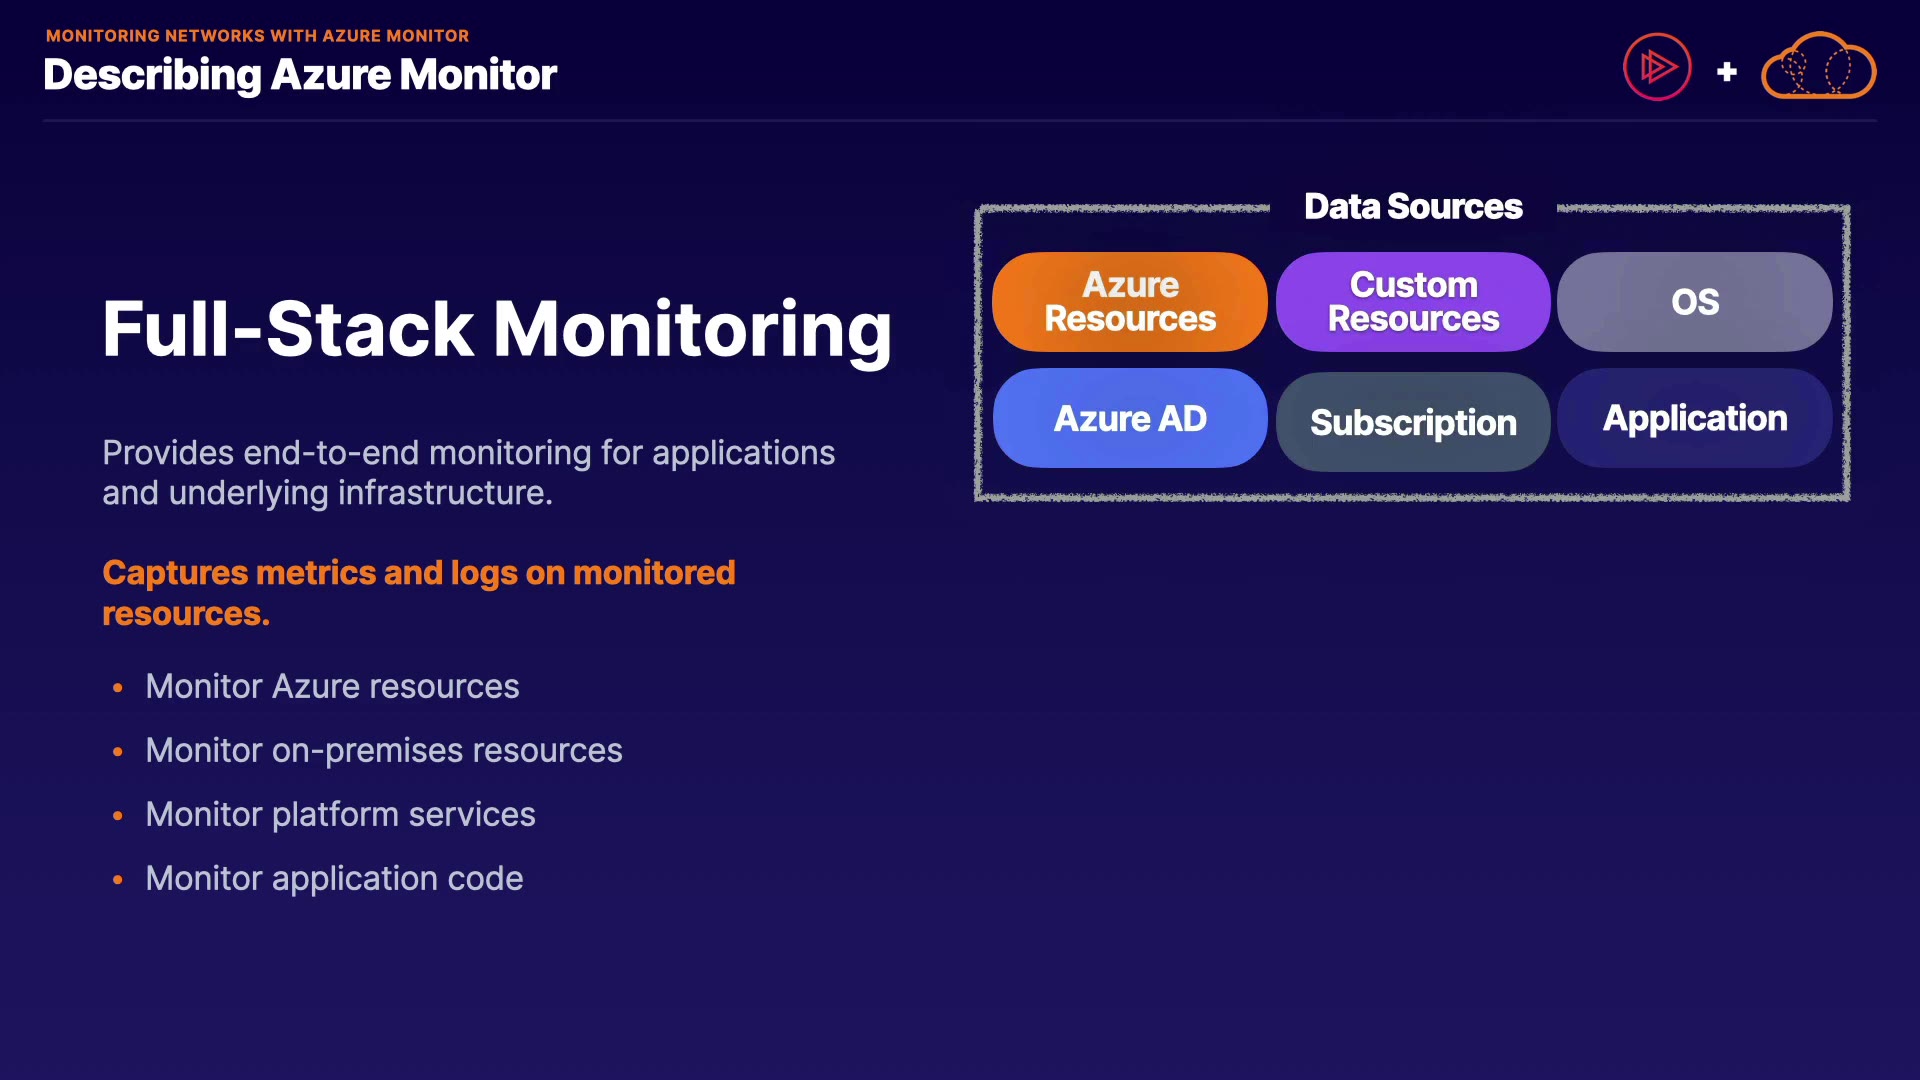 MONITORING NETWORKS WITH AZURE MONITOR
Describing Azure Monitor
+
Full-Stack Monitoring
Provides end-to-end monitoring for applications
and underlying infrastructure.
Captures metrics and logs on monitored
resources.
• Monitor Azure resources
• Monitor on-premises resources
• Monitor platform services
• Monitor application code
Data Sources
Azure
Resources
Custom
Resources
OS
Azure AD
Subscription
Application